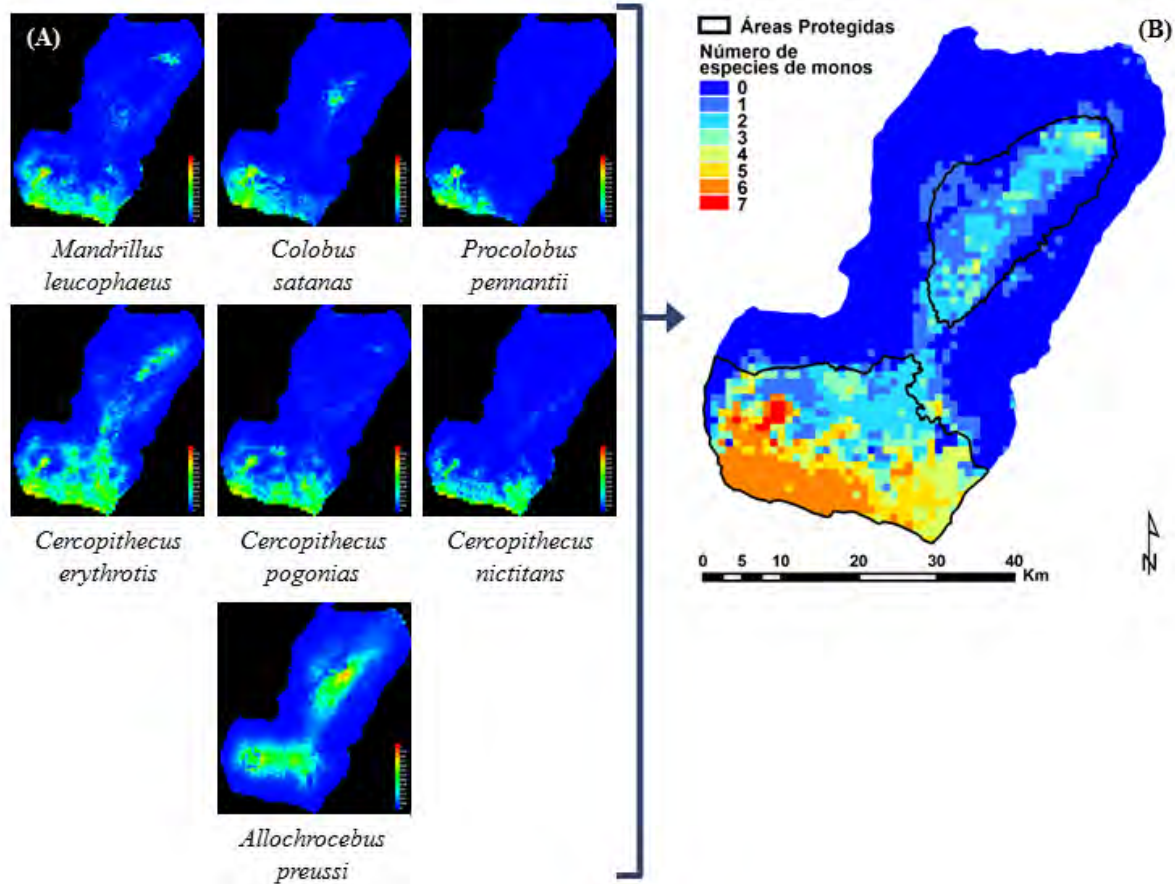 (A)
Mandrillus
leucophaeus
Colobus
satanas
Procolobus
pennantii
Cercopithecus
erythrotis
Cercopithecus
pogonias
Cercopithecus
nictitans
Allochrocebus
preussi
(B)
Áreas Protegidas
Número de
especies de monos
0
1
2
3
4
5
6
7
0 10 20 30 40
Km
N